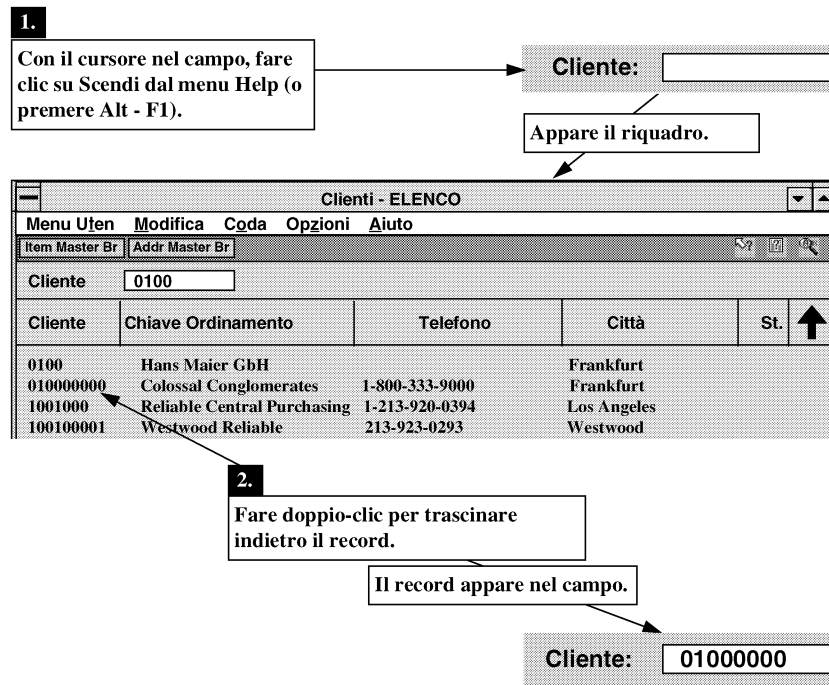 1.
Con il cursore nel campo, fare
clic su Scendi dal menu Help (o
premere Alt - F1).
Cliente:
Appare il riquadro.
Clienti - ELENCO
Menu Uten Modifica Coda Opzioni Aiuto
Item Master Br Addr Master Br
Cliente 0100
Cliente Chiave Ordinamento Telefono Città St.
0100 Hans Maier GbH Frankfurt
010000000 Colossal Conglomerates 1-800-333-9000 Frankfurt
1001000 Reliable Central Purchasing 1-213-920-0394 Los Angeles
100100001 Westwood Reliable 213-923-0293 Westwood
2.
Fare doppio-clic per trascinare
indietro il record.
Il record appare nel campo.
Cliente: 01000000